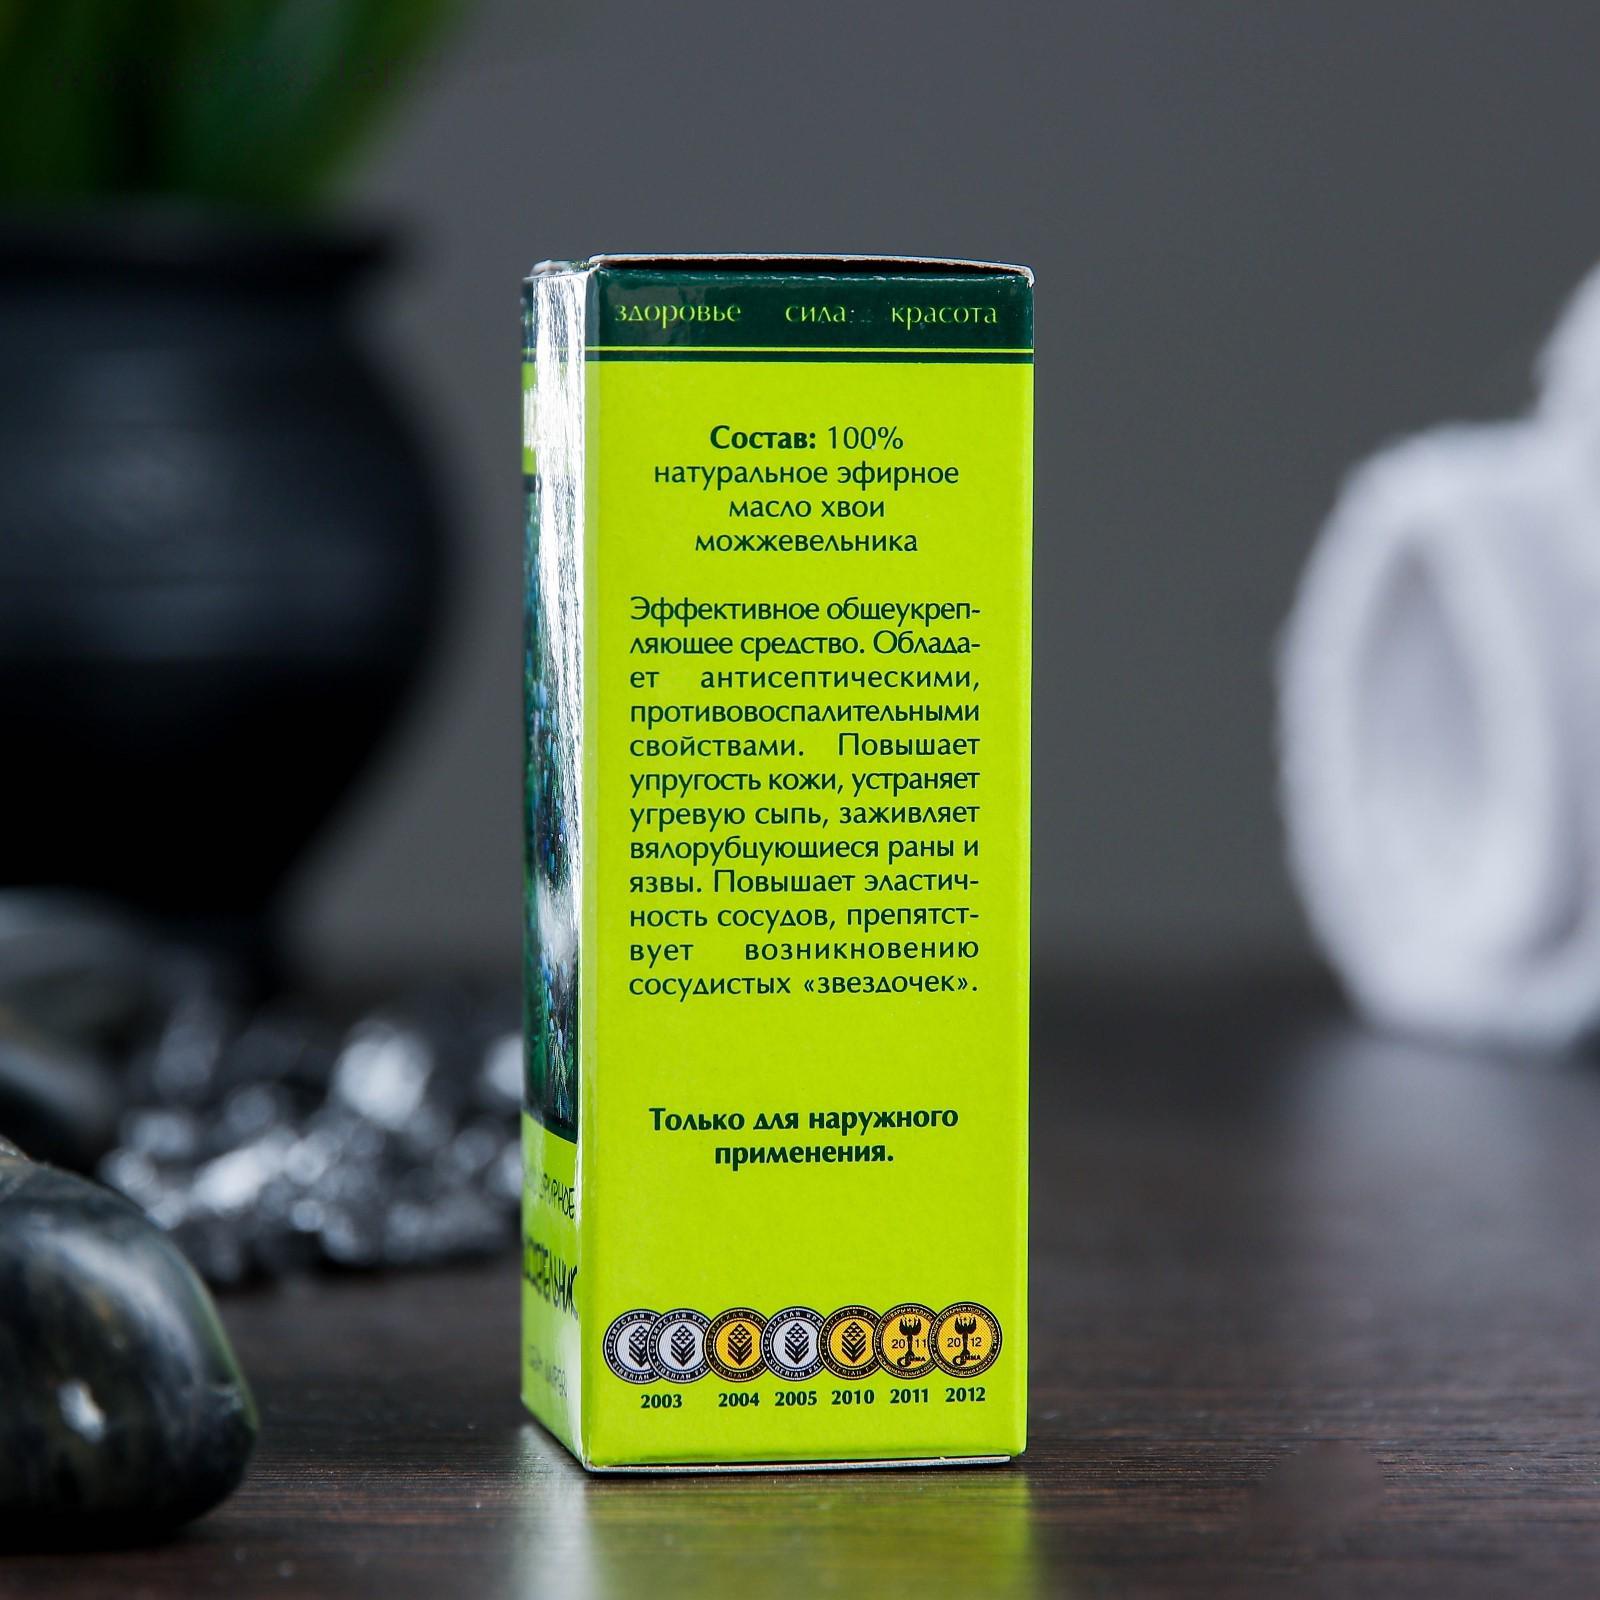 здоровье сила красота
Состав: 100%
натуральное эфирное
масло хвои
можжевельника
Эффективное общеукреп-
ляющее средство. Облада-
ет антисептическими,
противовоспалительными
свойствами. Повышает
упругость кожи, устраняет
угревую сыпь, заживляет
вялорубцующиеся раны и
язвы. Повышает эластич-
ность сосудов, препятст-
вует возникновению
сосудистых «звездочек».
Только для наружного
применения.
2011 2012
2003 2004 2005 2010 2011 2012